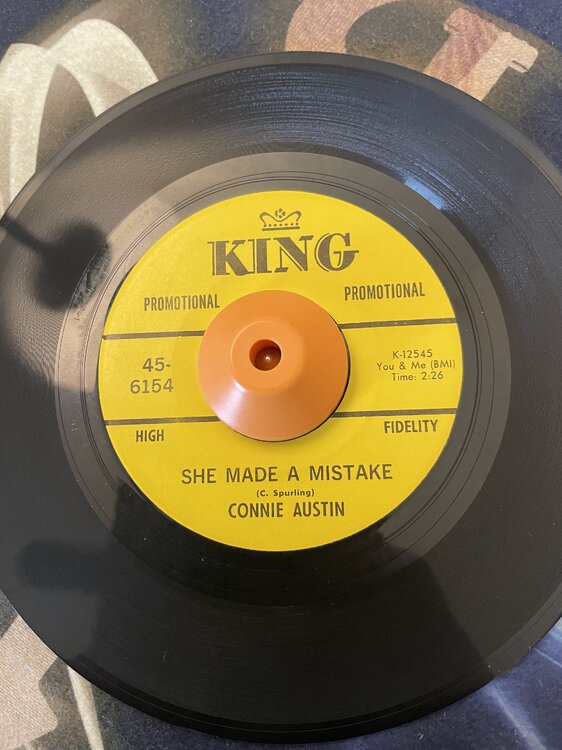 KING
PROMOTIONAL PROMOTIONAL
45-
6154
K-12545
You & Me (BMI)
Time: 2:26
HIGH FIDELITY
SHE MADE A MISTAKE
(C. Spurling)
CONNIE AUSTIN